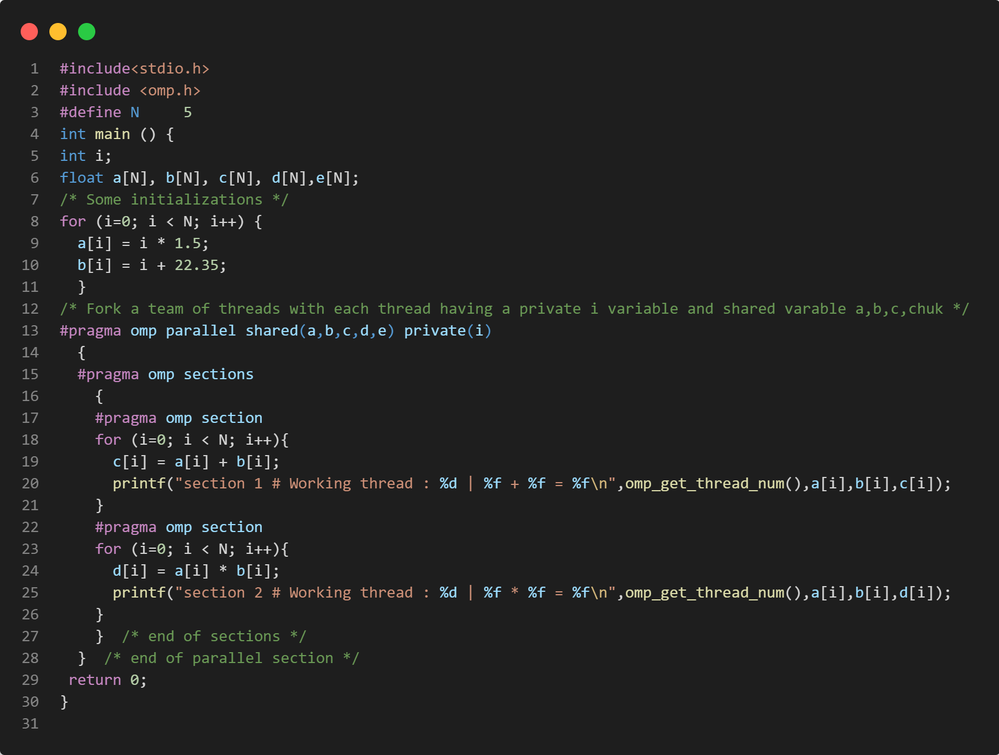 1 #include<stdio.h>
2 #include <omp.h>
3 #define N     5
4 int main () {
5 int i;
6 float a[N], b[N], c[N], d[N],e[N];
7 /* Some initializations */
8 for (i=0; i < N; i++) {
9   a[i] = i * 1.5;
10   b[i] = i + 22.35;
11   }
12 /* Fork a team of threads with each thread having a private i variable and shared varable a,b,c,chuk */
13 #pragma omp parallel shared(a,b,c,d,e) private(i)
14   {
15   #pragma omp sections
16     {
17     #pragma omp section
18     for (i=0; i < N; i++){
19       c[i] = a[i] + b[i];
20       printf("section 1 # Working thread : %d | %f + %f = %f\n",omp_get_thread_num(),a[i],b[i],c[i]);
21     }
22     #pragma omp section
23     for (i=0; i < N; i++){
24       d[i] = a[i] * b[i];
25       printf("section 2 # Working thread : %d | %f * %f = %f\n",omp_get_thread_num(),a[i],b[i],d[i]);
26     }
27     }  /* end of sections */
28   }  /* end of parallel section */
29  return 0;
30 }
31